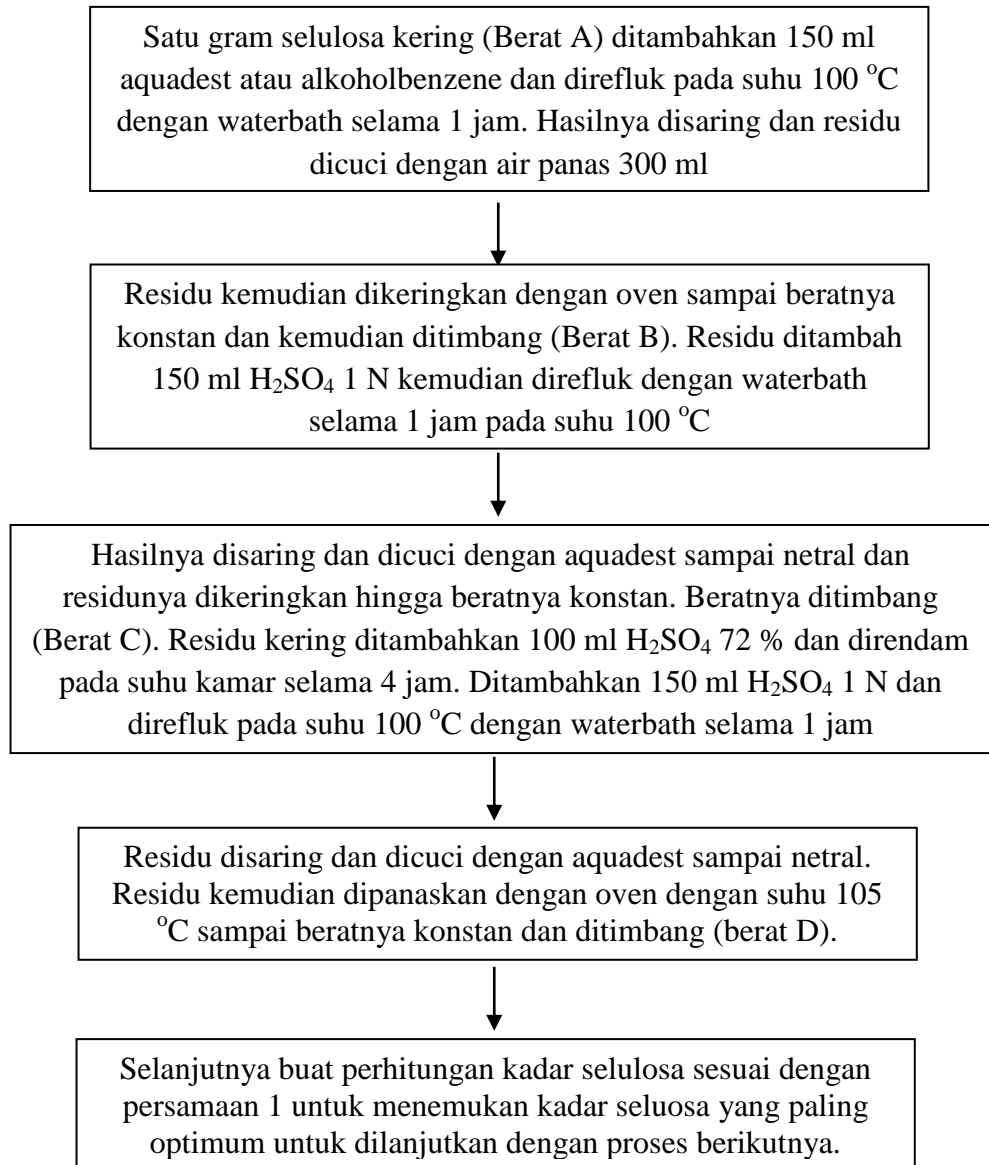 Satu gram selulosa kering (Berat A) ditambahkan 150 ml
aquadest atau alkoholbenzene dan direfluk pada suhu 100 °C
dengan waterbath selama 1 jam. Hasilnya disaring dan residu
dicuci dengan air panas 300 ml
Residu kemudian dikeringkan dengan oven sampai beratnya
konstan dan kemudian ditimbang (Berat B). Residu ditambah
150 ml H₂SO₄ 1 N kemudian direfluk dengan waterbath
selama 1 jam pada suhu 100 °C
Hasilnya disaring dan dicuci dengan aquadest sampai netral dan
residunya dikeringkan hingga beratnya konstan. Beratnya ditimbang
(Berat C). Residu kering ditambahkan 100 ml H₂SO₄ 72 % dan direndam
pada suhu kamar selama 4 jam. Ditambahkan 150 ml H₂SO₄ 1 N dan
direfluk pada suhu 100 °C dengan waterbath selama 1 jam
Residu disaring dan dicuci dengan aquadest sampai netral.
Residu kemudian dipanaskan dengan oven dengan suhu 105
°C sampai beratnya konstan dan ditimbang (berat D).
Selanjutnya buat perhitungan kadar selulosa sesuai dengan
persamaan 1 untuk menemukan kadar seluosa yang paling
optimum untuk dilanjutkan dengan proses berikutnya.